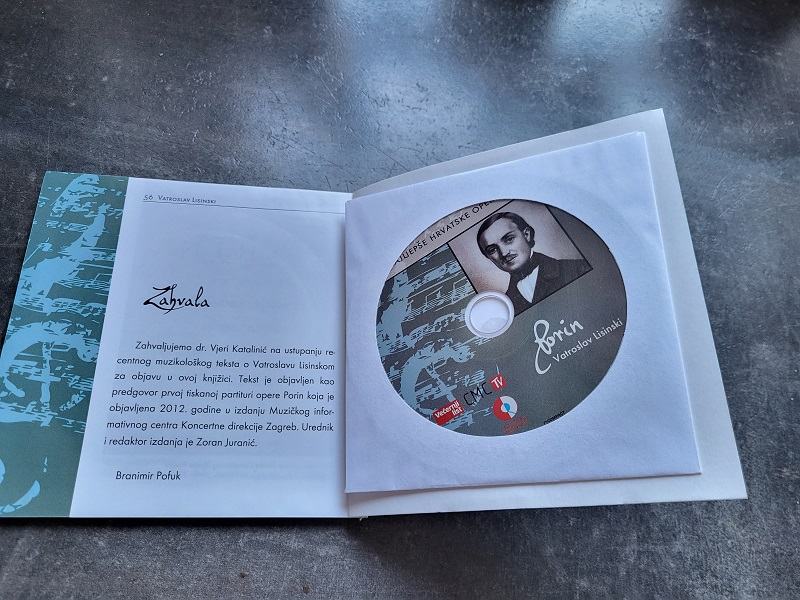 56 Vatroslav Lisinski
Zahvala
Zahvaljujemo dr. Vjeri Katalinić na ustupanju re-
centnog muzikološkog teksta o Vatroslavu Lisinskom
za objavu u ovoj knjižici. Tekst je objavljen kao
predgovor prvoj tiskanoj partituri opere Porin koja je
objavljena 2012. godine u izdanju Muzičkog infor-
mativnog centra Koncertne direkcije Zagreb. Urednik
i redaktor izdanja je Zoran Juranić.
Branimir Pofuk
JLJEPŠE HRVATSKE OPE
Porin
Vatroslav Lisinski
Večernji
list
CMC TV